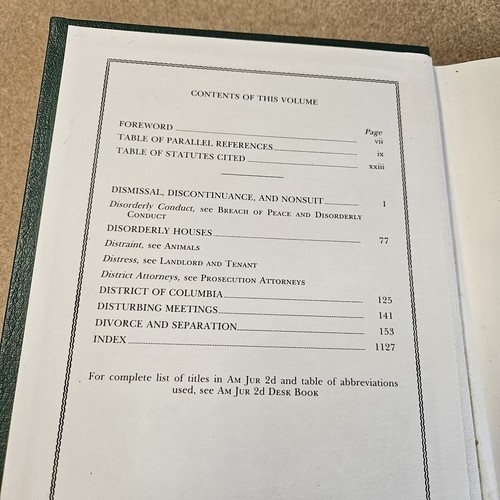 CONTENTS OF THIS VOLUME
Page
FOREWORD vii
TABLE OF PARALLEL REFERENCES ix
TABLE OF STATUTES CITED xxiii
DISMISSAL, DISCONTINUANCE, AND NONSUIT 1
Disorderly Conduct, see BREACH OF PEACE AND DISORDERLY
CONDUCT
DISORDERLY HOUSES 77
Distraint, see ANIMALS
Distress, see LANDLORD AND TENANT
District Attorneys, see PROSECUTION ATTORNEYS
DISTRICT OF COLUMBIA 125
DISTURBING MEETINGS 141
DIVORCE AND SEPARATION 153
INDEX 1127
For complete list of titles in AM JUR 2d and table of abbreviations
used, see AM JUR 2d DESK BOOK